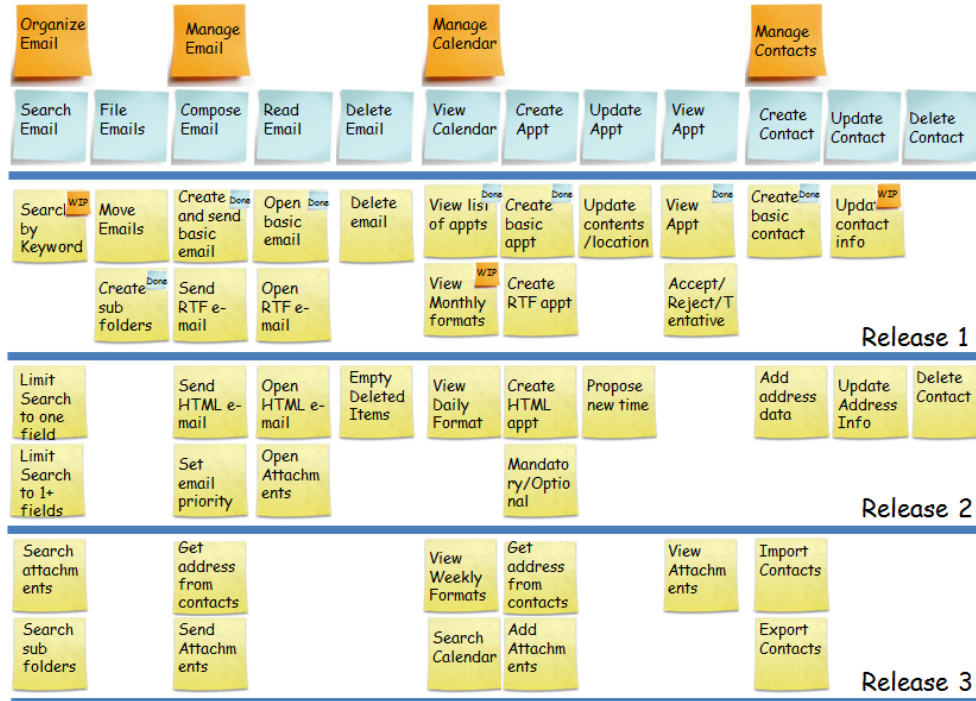 Organize
Email
Manage
Email
Manage
Calendar
Manage
Contacts
Search
Email
File
Emails
Compose
Email
Read
Email
Delete
Email
View
Calendar
Create
Appt
Update
Appt
View
Appt
Create
Contact
Update
Contact
Delete
Contact
Search
by
Keyword
WIP
Move
Emails
Create
and send
basic
email
Done
Open
basic
email
Done
Delete
email
View list
of appts
Done
Create
basic
appt
Done
Update
contents
/location
View
Appt
Done
Create
basic
contact
Done
Update
contact
info
WIP
Create
sub
folders
Done
Send
RTF e-
mail
Open
RTF e-
mail
View
Monthly
formats
WIP
Create
RTF appt
Accept/
Reject/T
entative
Release 1
Limit
Search
to one
field
Send
HTML e-
mail
Open
HTML e-
mail
Empty
Deleted
Items
View
Daily
Format
Create
HTML
appt
Propose
new time
Add
address
data
Update
Address
Info
Delete
Contact
Limit
Search
to 1+
fields
Set
email
priority
Open
Attachm
ents
Mandato
ry/Optio
nal
Release 2
Search
attachm
ents
Get
address
from
contacts
View
Weekly
Formats
Get
address
from
contacts
View
Attachm
ents
Import
Contacts
Search
sub
folders
Send
Attachm
ents
Search
Calendar
Add
Attachm
ents
Export
Contacts
Release 3